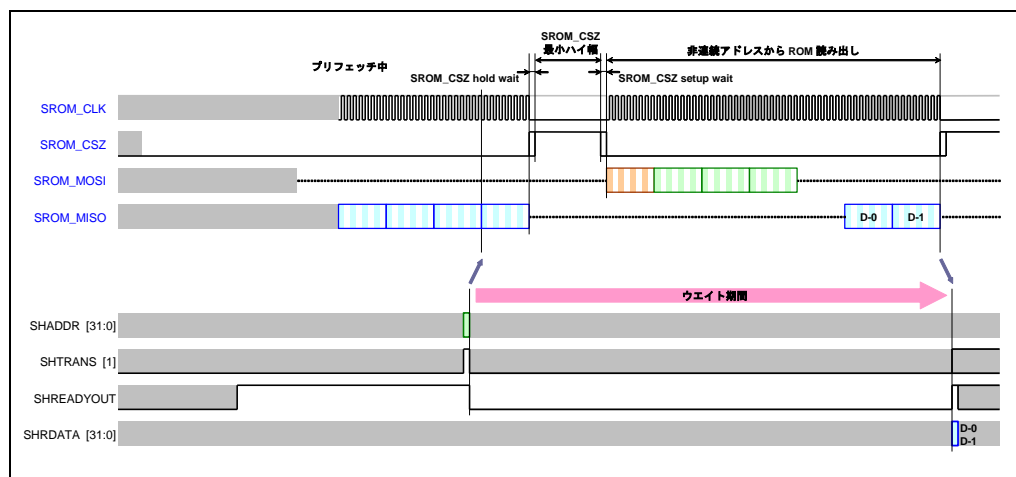 SROM_CSZ
最小ハイ幅
非連続アドレスから ROM 読み出し
プリフェッチ中
SROM_CSZ hold wait
SROM_CSZ setup wait
SROM_CLK
SROM_CSZ
SROM_MOSI
SROM_MISO
D-0
D-1
ウエイト期間
SHADDR [31:0]
SHTRANS [1]
SHREADYOUT
SHRDATA [31:0]
D-0
D-1